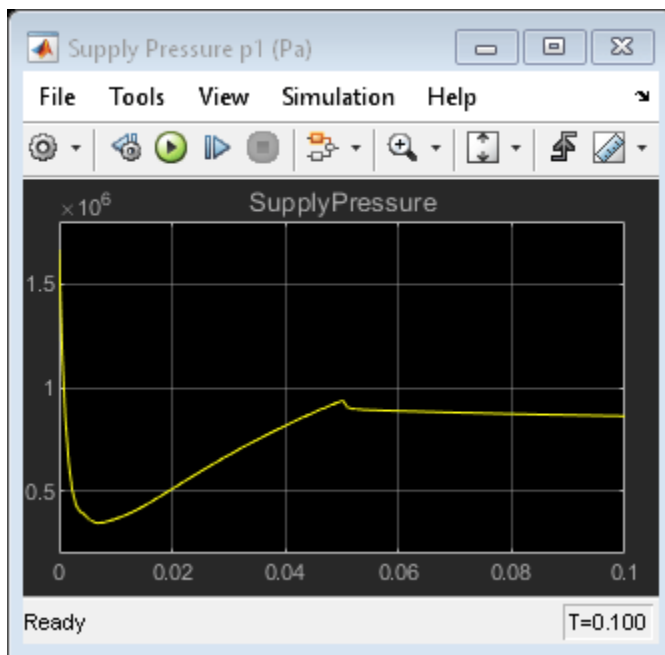 Supply Pressure p1 (Pa)
File Tools View Simulation Help
×10⁶ SupplyPressure
1.5
1
0.5
0 0.02 0.04 0.06 0.08 0.1
Ready T=0.100